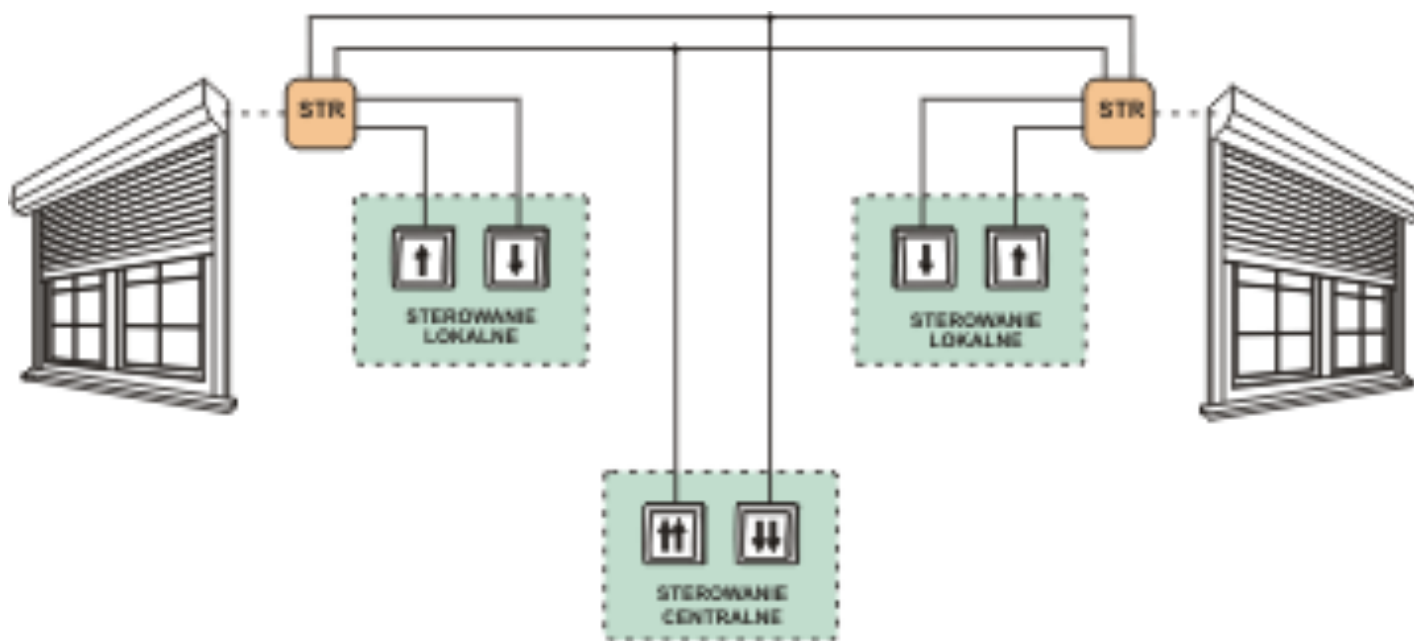 STR
STR
STEROWANIE
LOKALNE
STEROWANIE
LOKALNE
STEROWANIE
CENTRALNE